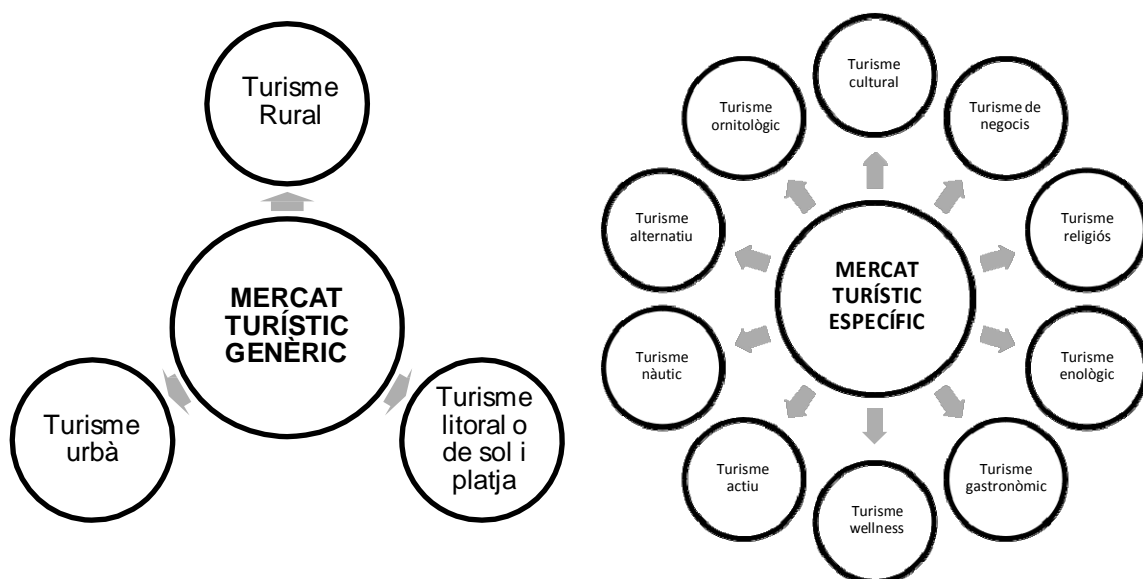 Turisme
Rural
MERCAT
TURÍSTIC
GENÈRIC
Turisme
urbà
Turisme
litoral o
de sol i
platja
Turisme
cultural
Turisme de
negocis
Turisme
religiós
Turisme
enològic
Turisme
gastronòmic
Turisme
wellness
Turisme
actiu
Turisme
nàutic
Turisme
alternatiu
Turisme
ornitològic
MERCAT
TURÍSTIC
ESPECÍFIC